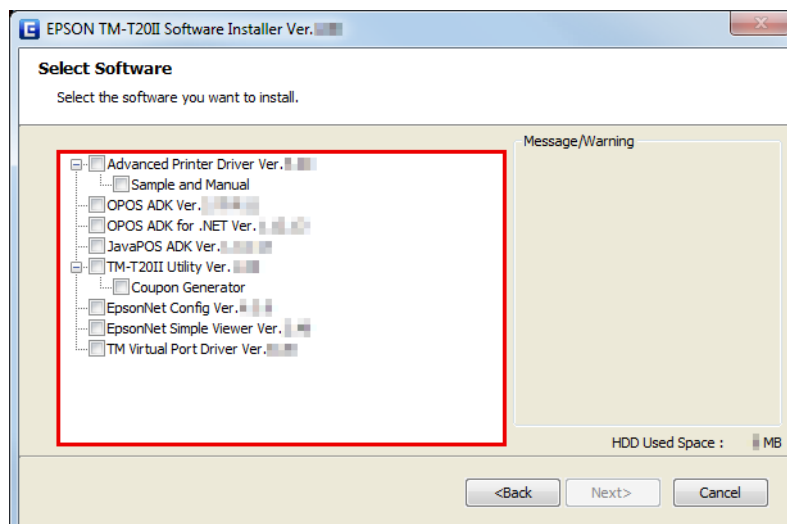 EPSON TM-T20II Software Installer Ver.
Select Software
Select the software you want to install.
Message/Warning
Advanced Printer Driver Ver.
Sample and Manual
OPOS ADK Ver.
OPOS ADK for .NET Ver.
JavaPOS ADK Ver.
TM-T20II Utility Ver.
Coupon Generator
EpsonNet Config Ver.
EpsonNet Simple Viewer Ver.
TM Virtual Port Driver Ver.
HDD Used Space : MB
<Back Next> Cancel